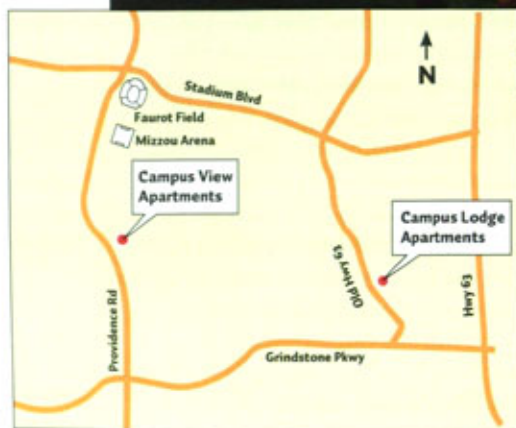 N
Stadium Blvd
Faurot Field
Mizzou Arena
Campus View
Apartments
Campus Lodge
Apartments
Old Hwy 63
Hwy 63
Providence Rd
Grindstone Pkwy